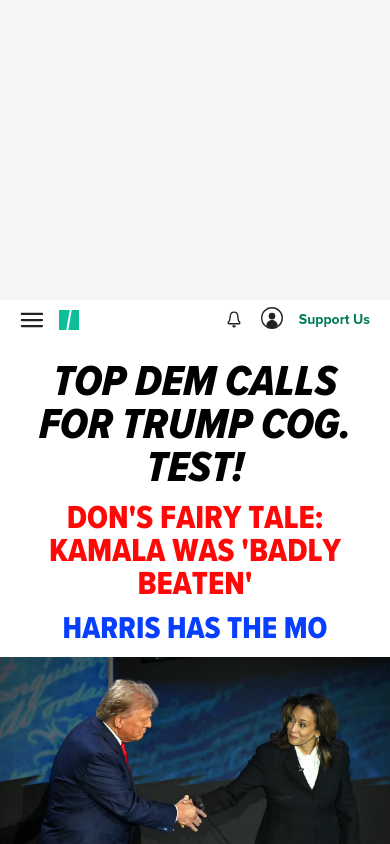 Support Us
TOP DEM CALLS
FOR TRUMP COG.
TEST!
DON'S FAIRY TALE:
KAMALA WAS 'BADLY
BEATEN'
HARRIS HAS THE MO